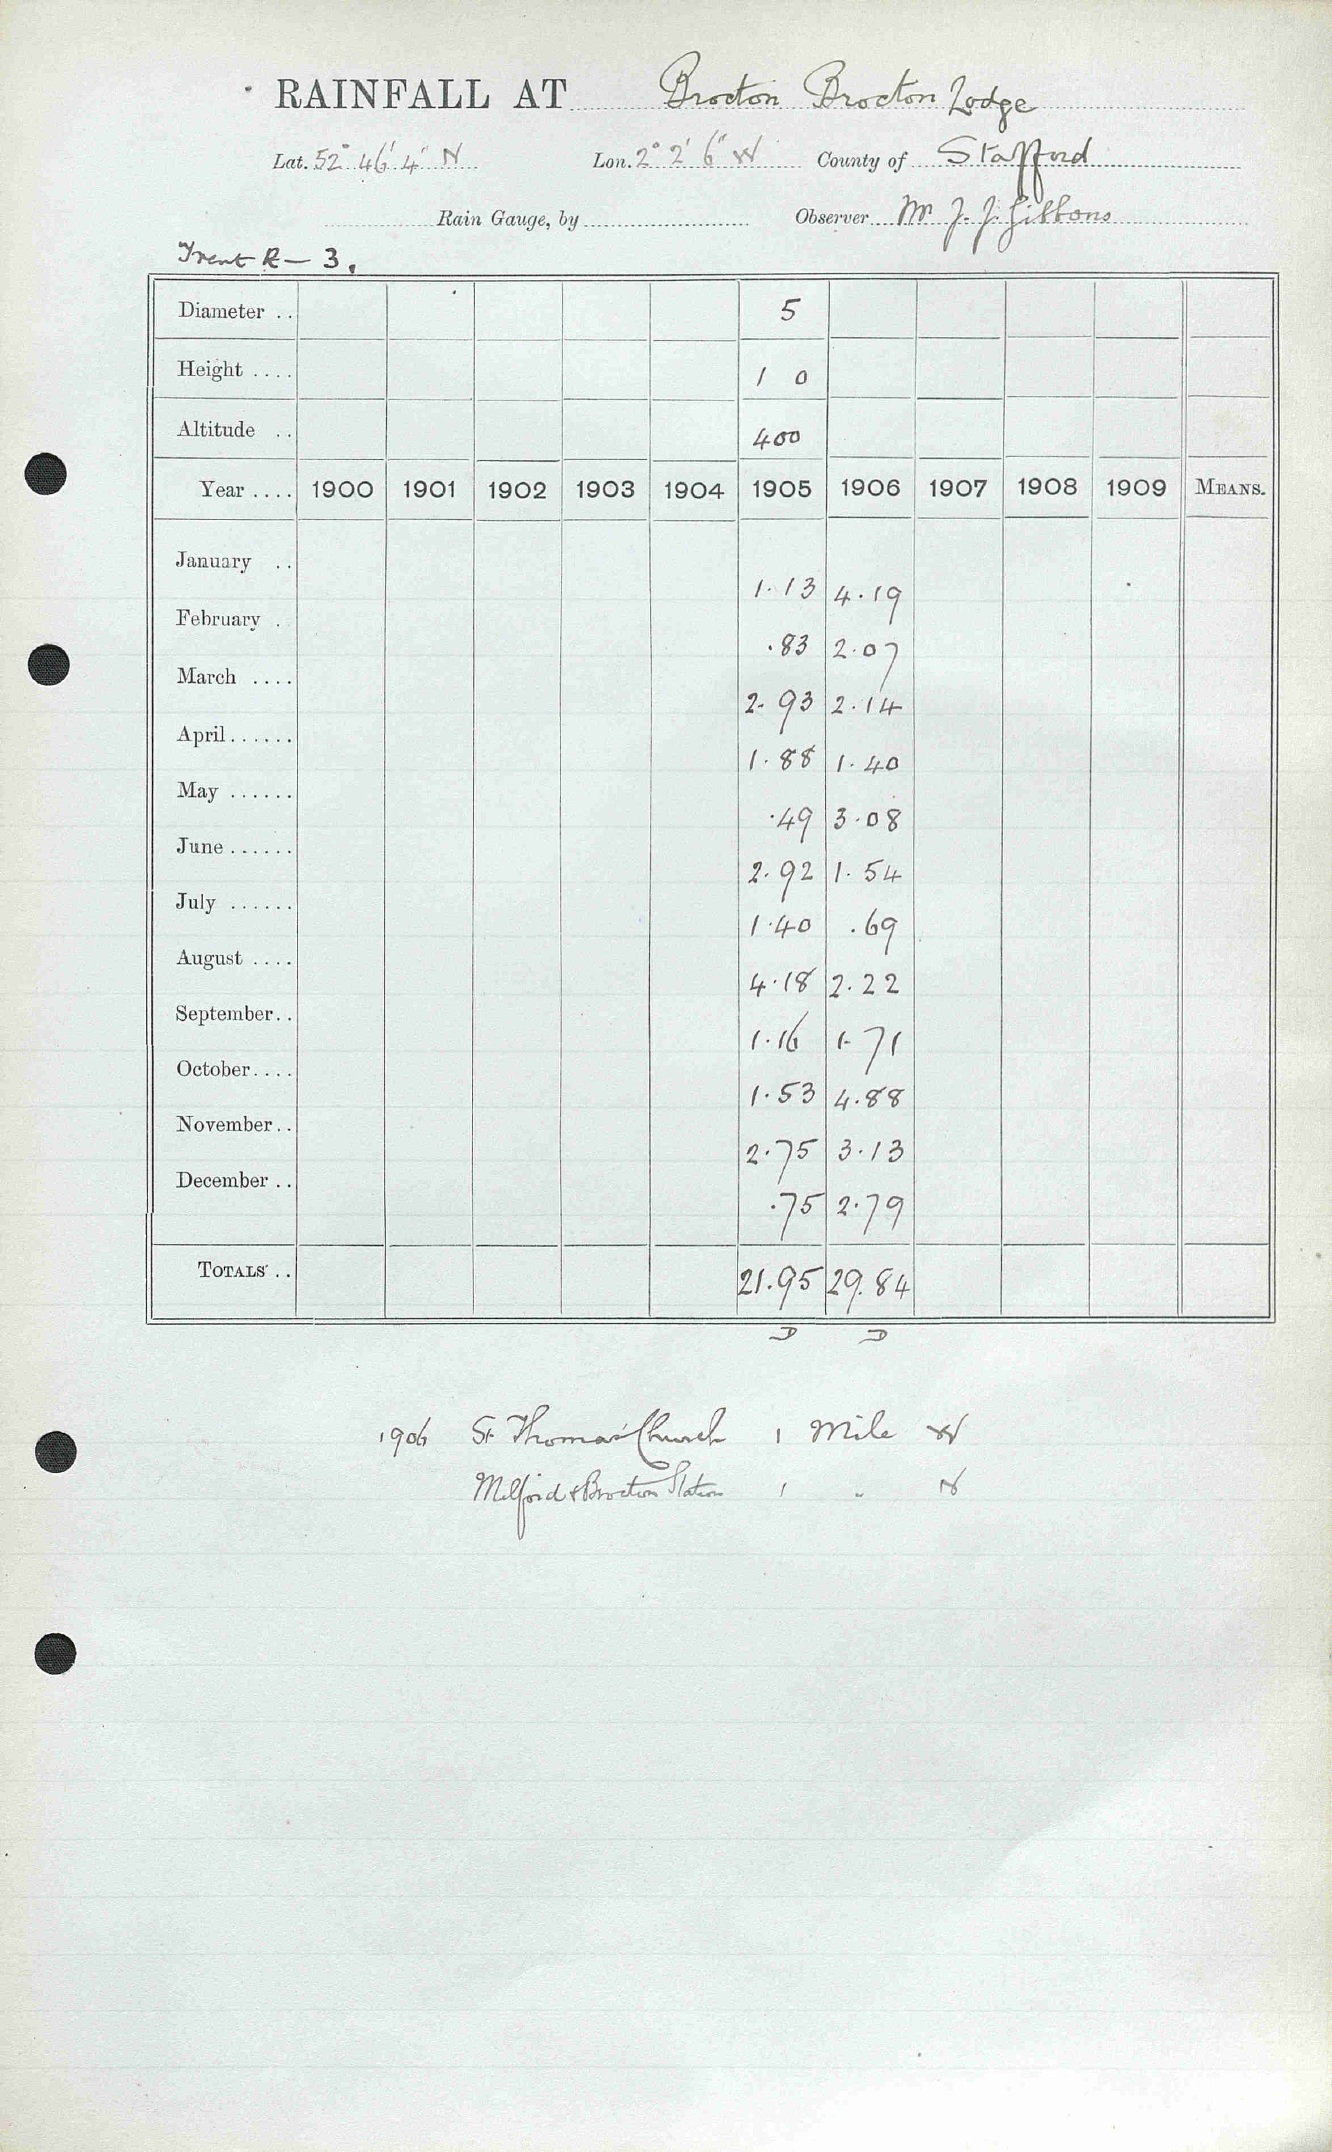 RAINFALL AT Brocton Brocton Lodge
Lat. 52° 46' 4" N Lon. 2° 2' 6" W County of Stafford
Rain Gauge, by Observer Mr J. J. Gibbons
Trent R — 3.
Diameter .. 5
Height .... 1 0
Altitude .. 400
Year .... 1900 1901 1902 1903 1904 1905 1906 1907 1908 1909 MEANS.
January .. 1.13 4.19
February . .83 2.07
March .... 2.93 2.14
April...... 1.88 1.40
May ...... .49 3.08
June ...... 2.92 1.54
July ...... 1.40 .69
August .... 4.18 2.22
September.. 1.16 1.71
October.... 1.53 4.88
November.. 2.75 3.13
December .. .75 2.79
TOTALS .. 21.95 29.84
D D
1906 St Thomas' Church 1 Mile W
Milford & Brocton Station 1 " N